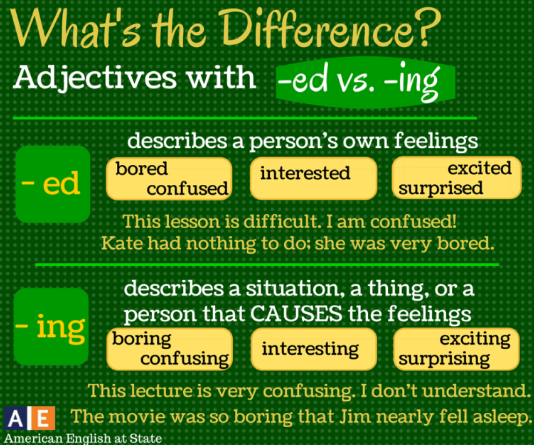 What's the Difference?
Adjectives with -ed vs. -ing
describes a person's own feelings
- ed
bored
confused
interested
excited
surprised
This lesson is difficult. I am confused!
Kate had nothing to do; she was very bored.
describes a situation, a thing, or a
person that CAUSES the feelings
- ing
boring
confusing
interesting
exciting
surprising
This lecture is very confusing. I don't understand.
The movie was so boring that Jim nearly fell asleep.
A E
American English at State